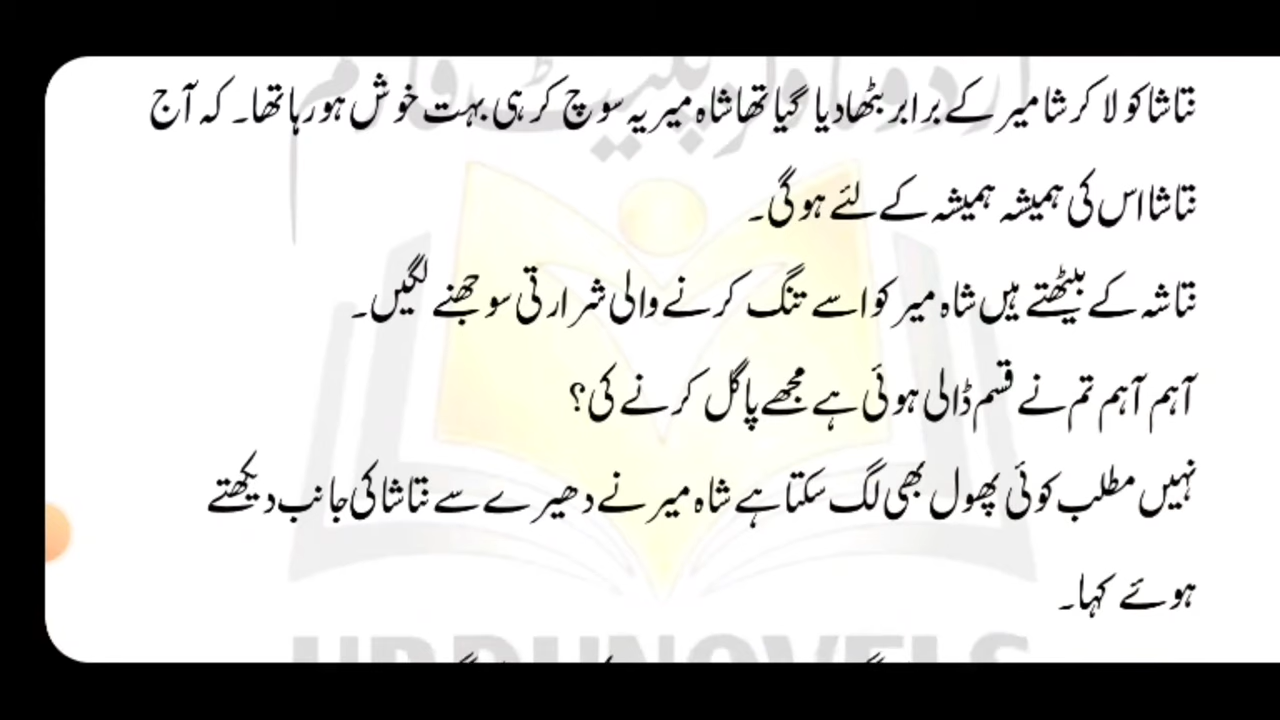 نتاشا کو لا کر شامیر کے برابر بٹھا دیا گیا تھا شاہ میر یہ سوچ کر ہی بہت خوش ہو رہا تھا۔ کہ آج
نتاشا اس کی ہمیشہ ہمیشہ کے لئے ہو گی۔
نتاشہ کے بیٹھتے ہیں شاہ میر کو اسے تنگ کرنے والی شرارتی سوجھنے لگیں۔
آہم آہم تم نے قسم ڈالی ہوئی ہے مجھے پاگل کرنے کی؟
نہیں مطلب کوئی پھول بھی لگ سکتا ہے شاہ میر نے دھیرے سے نتاشا کی جانب دیکھتے
ہوئے کہا۔
URDUNOVELS